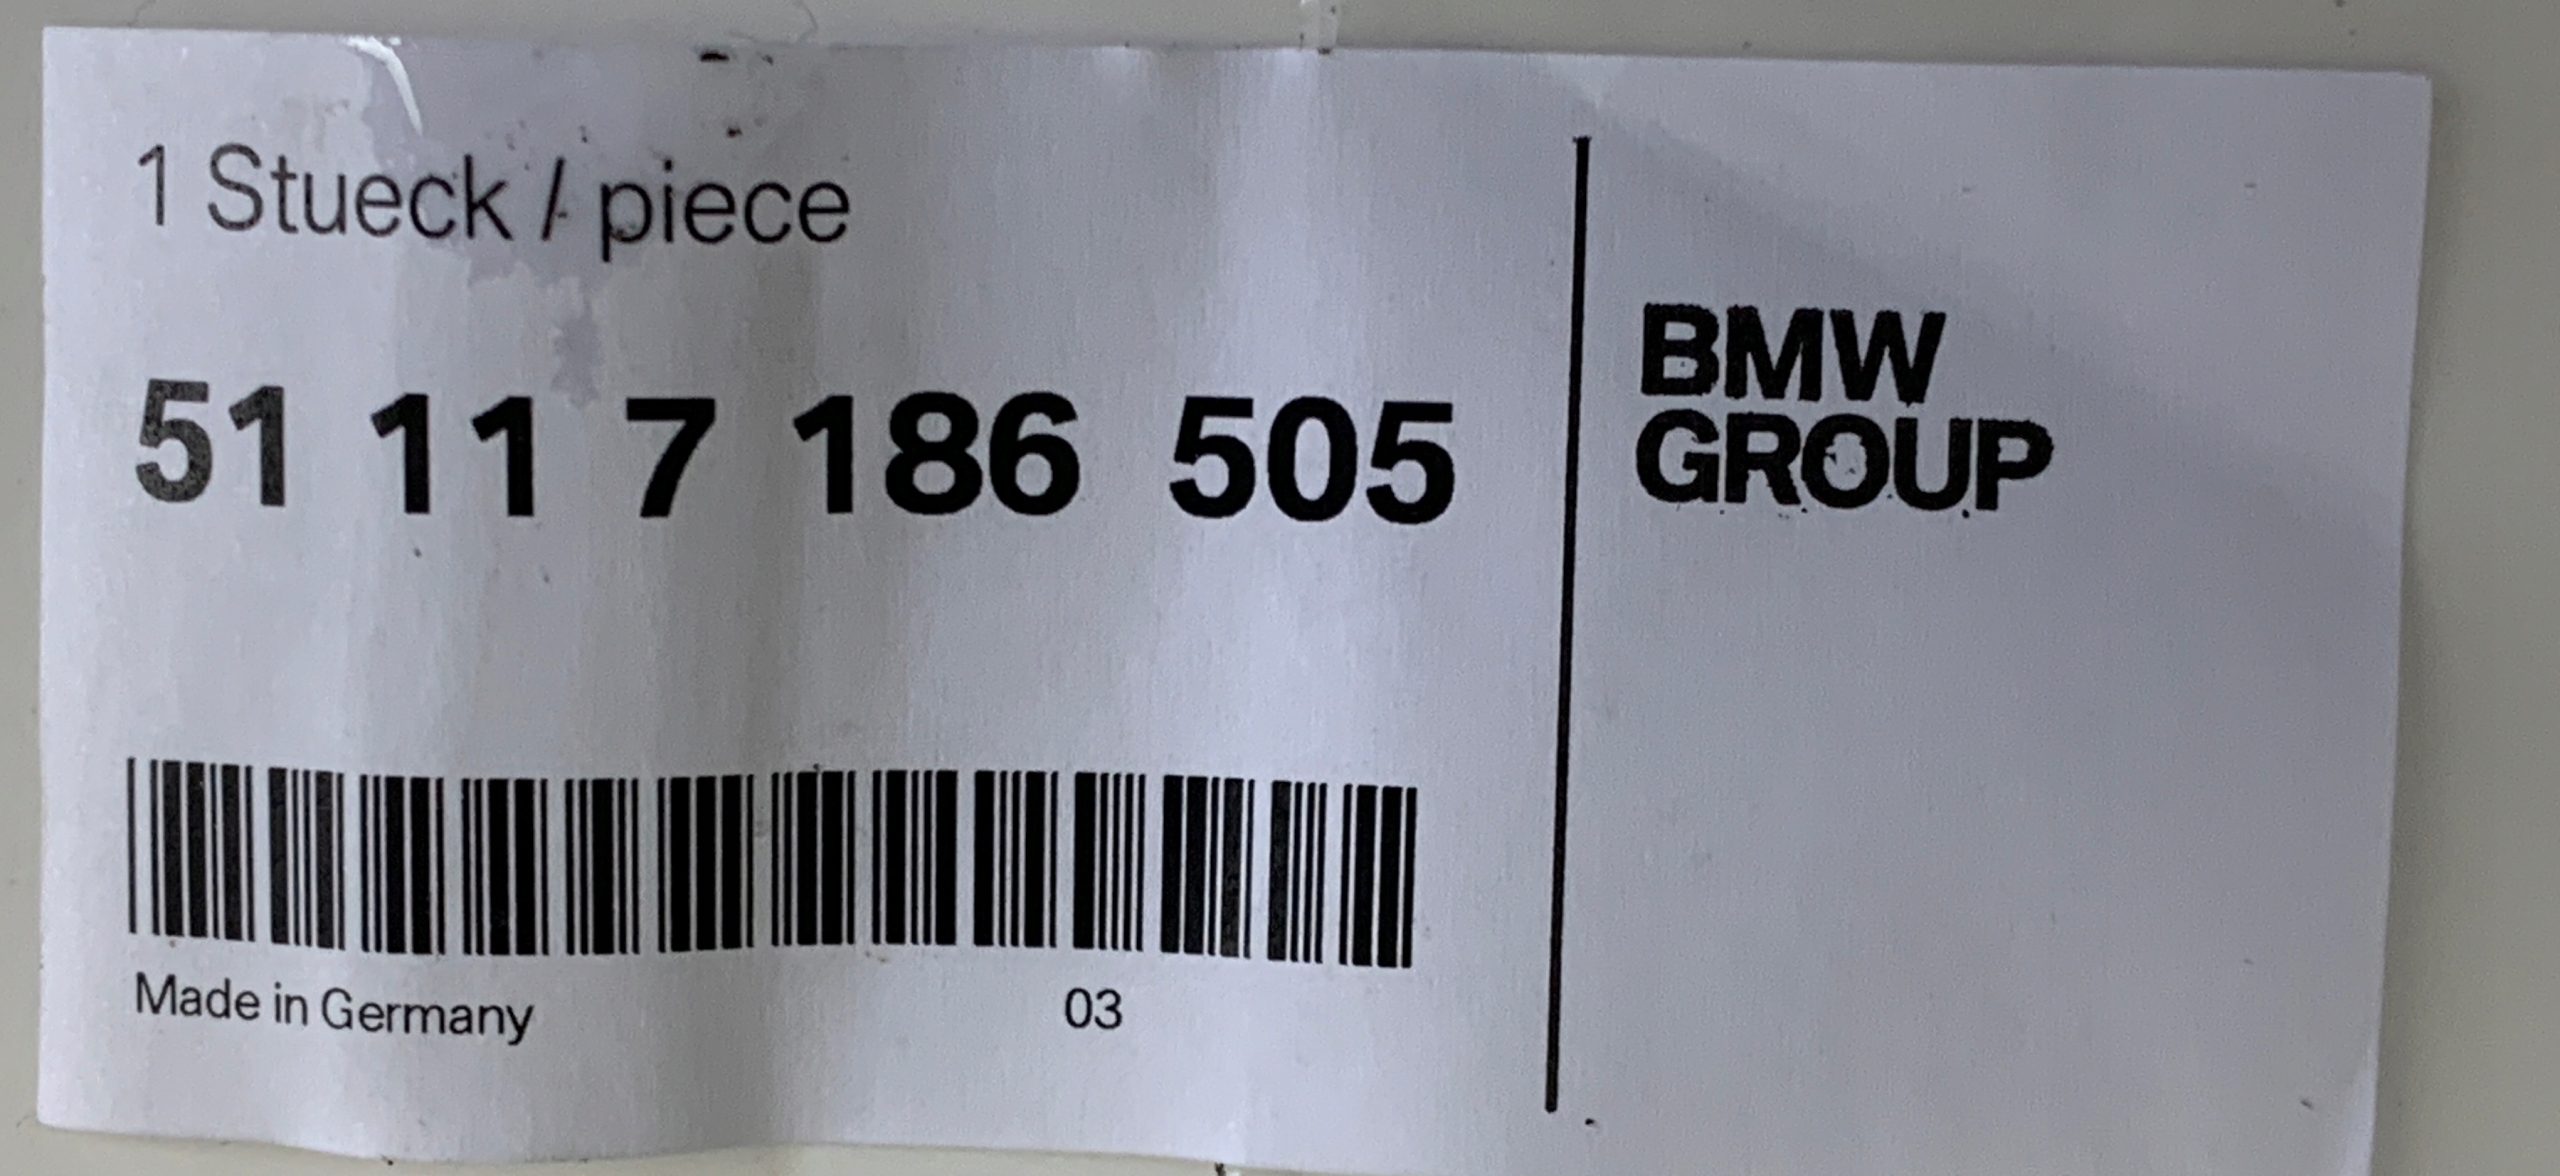 1 Stueck / piece
51 11 7 186 505
Made in Germany
03
BMW
GROUP